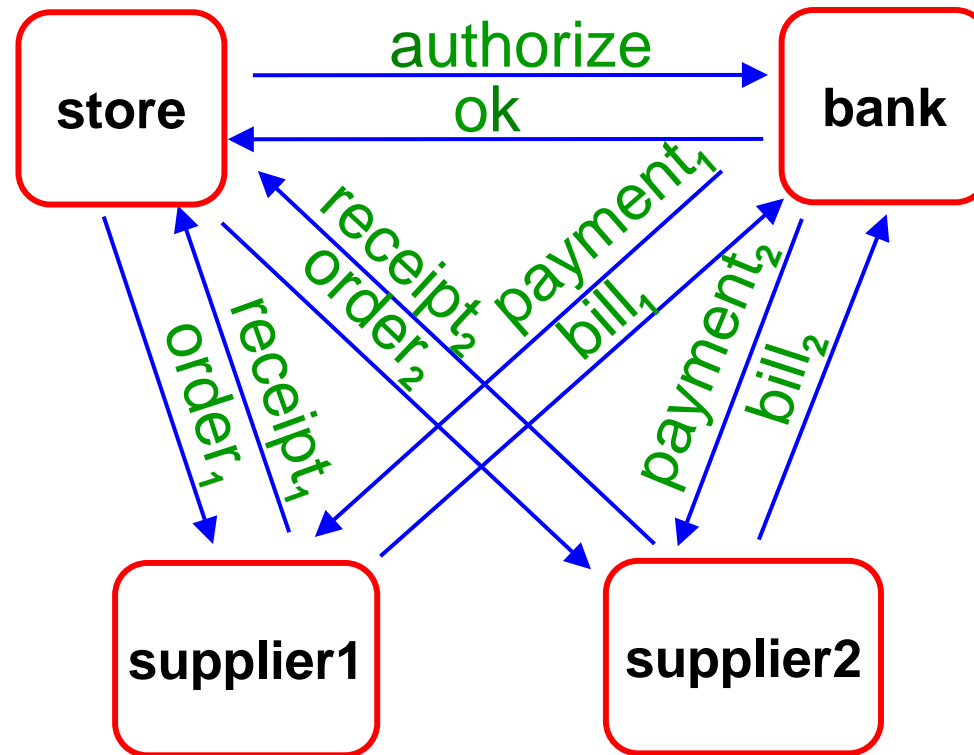 authorize
store
bank
ok
receipt₂
order₂
payment₁
bill₁
payment₂
bill₂
order₁
receipt₁
supplier1
supplier2